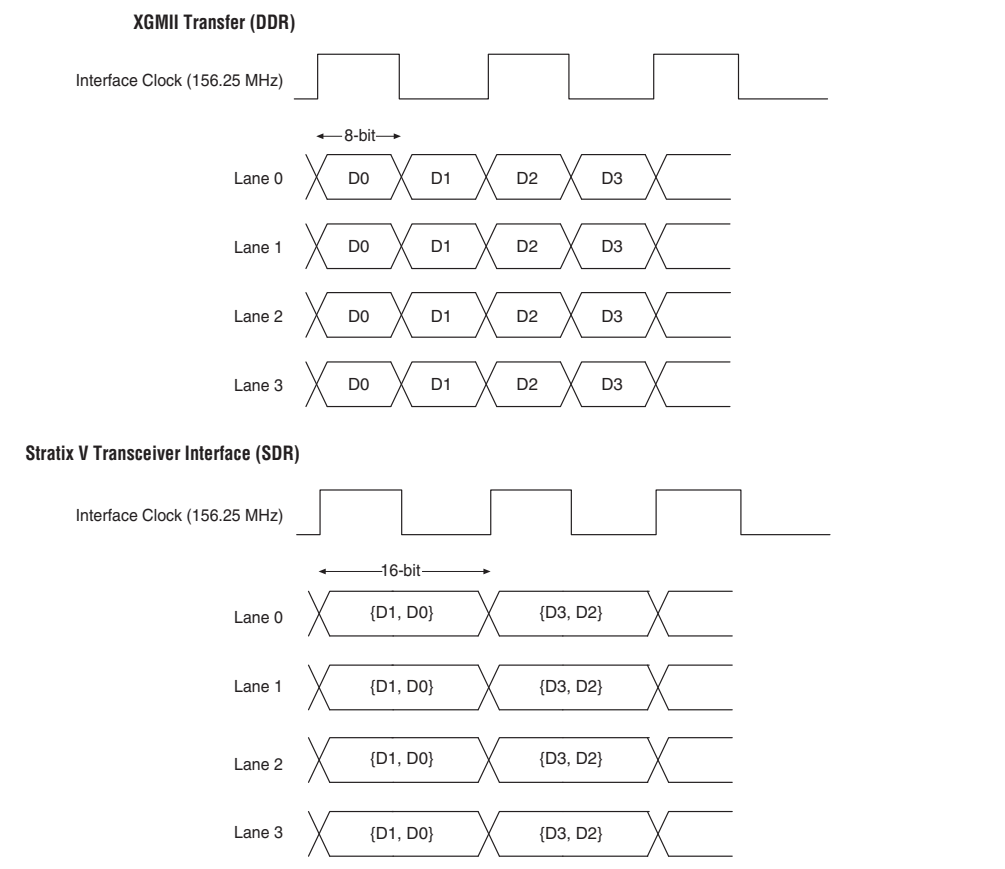 XGMII Transfer (DDR)
Interface Clock (156.25 MHz)
8-bit
Lane 0 D0 D1 D2 D3
Lane 1 D0 D1 D2 D3
Lane 2 D0 D1 D2 D3
Lane 3 D0 D1 D2 D3
Stratix V Transceiver Interface (SDR)
Interface Clock (156.25 MHz)
16-bit
Lane 0 {D1, D0} {D3, D2}
Lane 1 {D1, D0} {D3, D2}
Lane 2 {D1, D0} {D3, D2}
Lane 3 {D1, D0} {D3, D2}